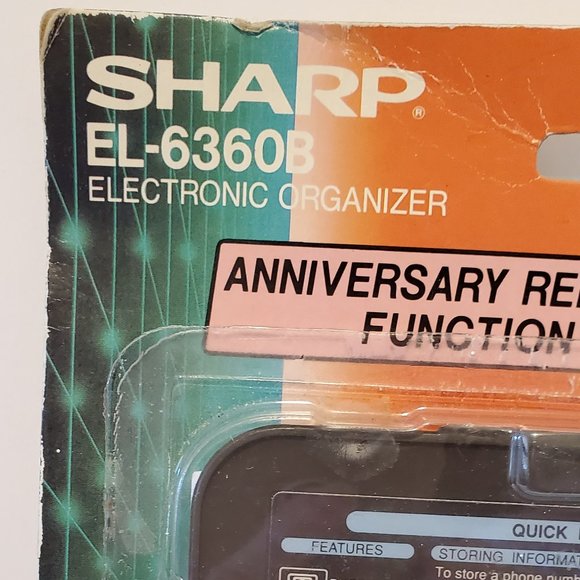 SHARP®
EL-6360B
ELECTRONIC ORGANIZER
ANNIVERSARY
FUNCTION
QUICK
FEATURES
STORING
To store a phone